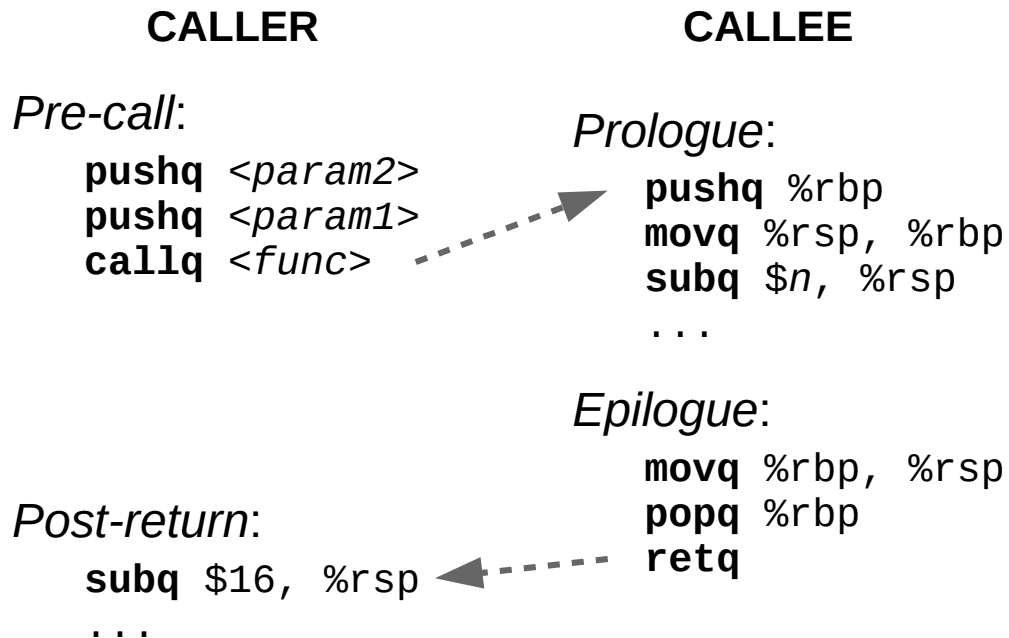 CALLER
Pre-call:
pushq <param2>
pushq <param1>
callq <func>
Post-return:
subq $16, %rsp
...
CALLEE
Prologue:
pushq %rbp
movq %rsp, %rbp
subq $n, %rsp
...
Epilogue:
movq %rbp, %rsp
popq %rbp
retq